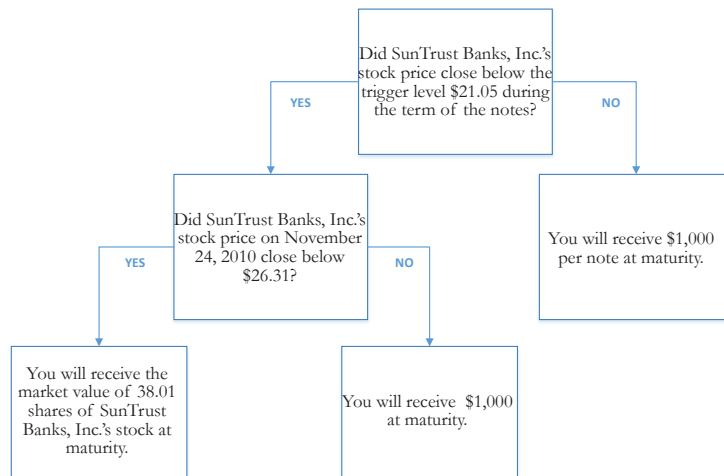 Did SunTrust Banks, Inc.'s
stock price close below the
trigger level $21.05 during
the term of the notes?
YES
NO
Did SunTrust Banks, Inc.'s
stock price on November
24, 2010 close below
$26.31?
You will receive $1,000
per note at maturity.
YES
NO
You will receive the
market value of 38.01
shares of SunTrust
Banks, Inc.'s stock at
maturity.
You will receive $1,000
at maturity.